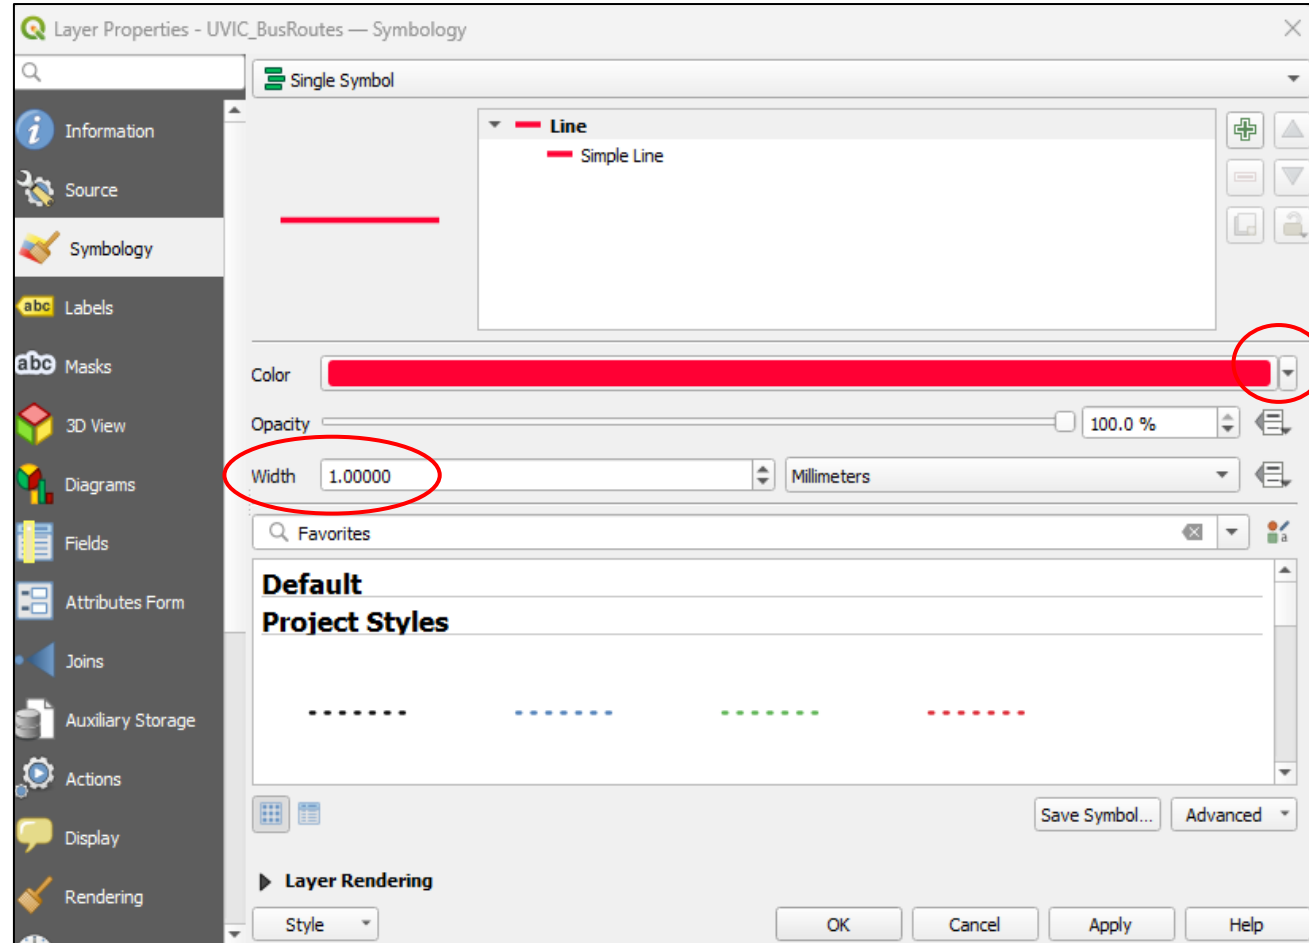 Layer Properties - UVIC_BusRoutes — Symbology
Single Symbol
Information
Source
Symbology
abc Labels
abc Masks
3D View
Diagrams
Fields
Attributes Form
Joins
Auxiliary Storage
Actions
Display
Rendering
Line
Simple Line
Color
Opacity 100.0 %
Width 1.00000 Millimeters
Favorites
Default
Project Styles
Save Symbol... Advanced
Layer Rendering
Style OK Cancel Apply Help